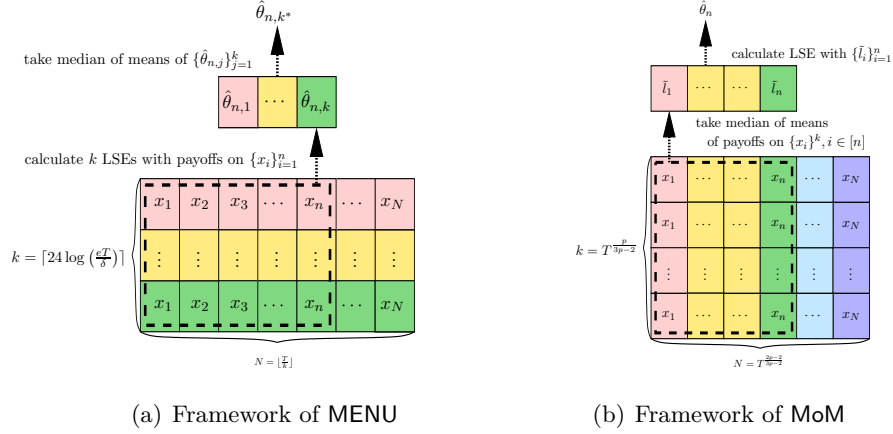 θ̂_{n,k*}
take median of means of {θ̂_{n,j}}_{j=1}^k
θ̂_{n,1} ··· θ̂_{n,k}
calculate k LSEs with payoffs on {x_i}_{i=1}^n
x_1 x_2 x_3 ··· x_n ··· x_N
k = ⌈24 log (eT/δ)⌉
⋮ ⋮ ⋮ ⋮ ⋮ ⋮ ⋮
x_1 x_2 x_3 ··· x_n ··· x_N
N = ⌊T/k⌋
(a) Framework of MENU
θ̂_n
calculate LSE with {l̃_i}_{i=1}^n
l̃_1 ··· ··· l̃_n
take median of means
of payoffs on {x_i}^k, i ∈ [n]
x_1 ··· ··· x_n ··· x_N
x_1 ··· ··· x_n ··· x_N
k = T^{p/(3p−2)}
⋮ ⋮ ⋮ ⋮ ⋮ ⋮
x_1 ··· ··· x_n ··· x_N
N = T^{(2p−2)/(3p−2)}
(b) Framework of MoM